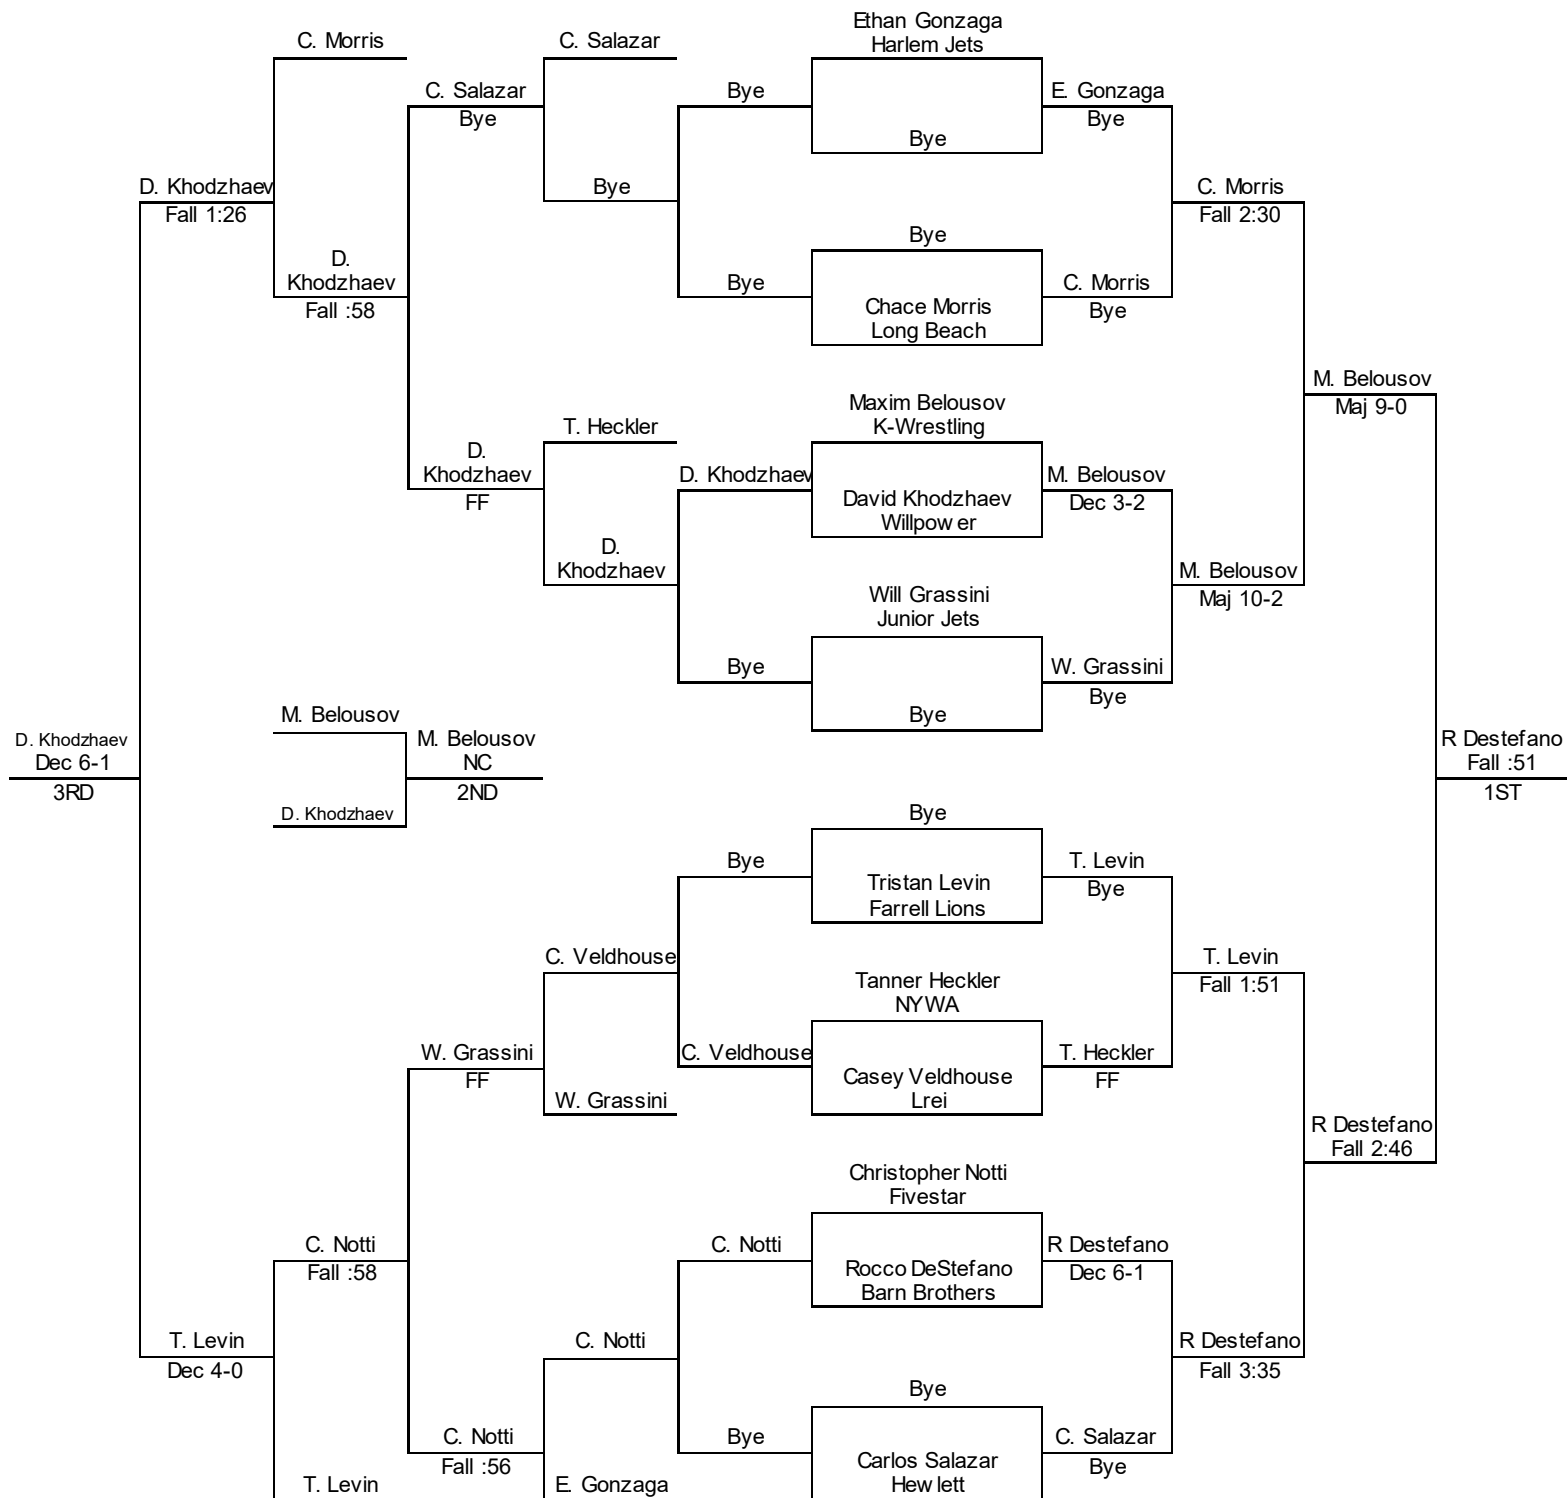 Ethan Gonzaga
C. Morris
C. Salazar
Harlem Jets
C. Salazar
Bye
E. Gonzaga
Bye
Bye
Bye
D. Khodzhaev
Bye
C. Morris
Fall 1:26
Fall 2:30
Bye
D.
Khodzhaev
Bye
C. Morris
Fall :58
Chace Morris
Bye
Long Beach
M. Belousov
Maxim Belousov
Maj 9-0
T. Heckler
K-Wrestling
D.
Khodzhaev
D. Khodzhaev
M. Belousov
FF
David Khodzhaev
Dec 3-2
Willpower
D.
Khodzhaev
M. Belousov
Will Grassini
Maj 10-2
Junior Jets
Bye
W. Grassini
Bye
M. Belousov
Bye
D. Khodzhaev
M. Belousov
R Destefano
Dec 6-1
NC
Fall :51
3RD
2ND
1ST
D. Khodzhaev
Bye
Bye
T. Levin
Tristan Levin
Bye
Farrell Lions
C. Veldhouse
T. Levin
Tanner Heckler
Fall 1:51
NYWA
W. Grassini
C. Veldhouse
T. Heckler
FF
Casey Veldhouse
FF
W. Grassini
Lrei
R Destefano
Fall 2:46
Christopher Notti
Fivestar
C. Notti
C. Notti
R Destefano
Fall :58
Rocco DeStefano
Dec 6-1
Barn Brothers
T. Levin
C. Notti
R Destefano
Dec 4-0
Fall 3:35
Bye
C. Notti
Bye
C. Salazar
Fall :56
Carlos Salazar
Bye
T. Levin
E. Gonzaga
Hewlett